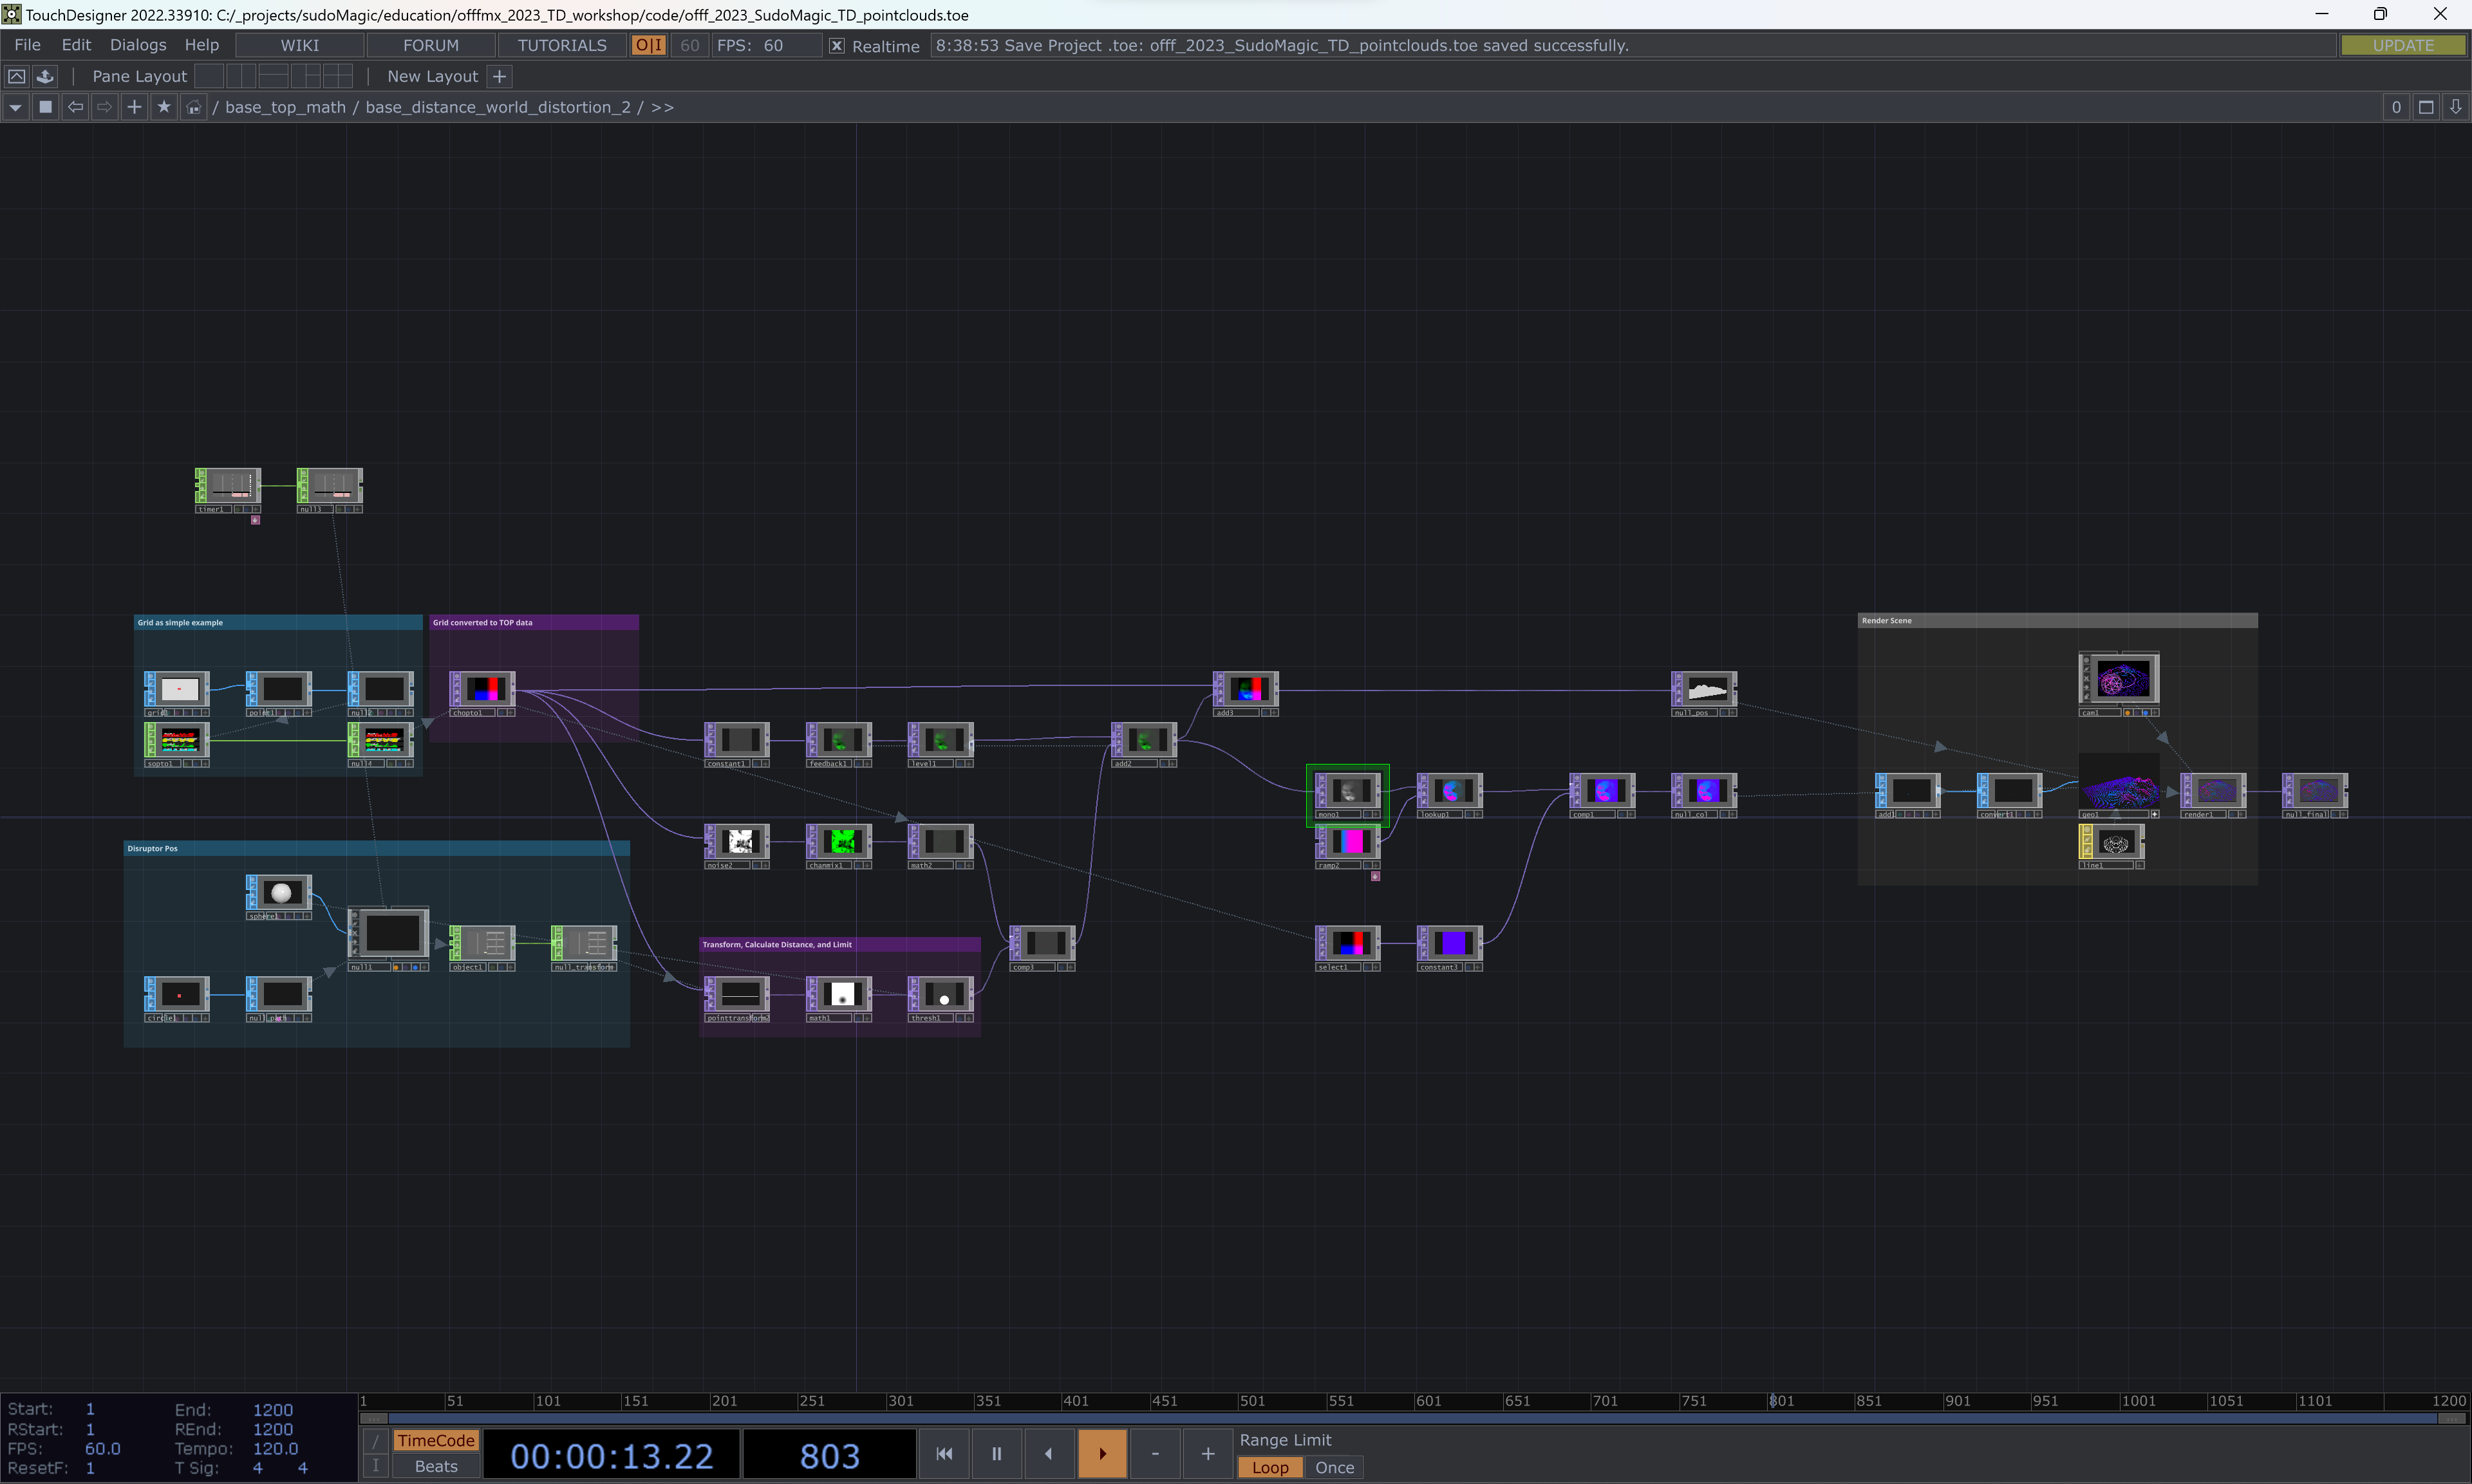 TouchDesigner 2022.33910: C:/_projects/sudoMagic/education/offfmx_2023_TD_workshop/code/offf_2023_SudoMagic_TD_pointclouds.toe
File Edit Dialogs Help WIKI FORUM TUTORIALS O|I 60 FPS: 60 X Realtime 8:38:53 Save Project .toe: offf_2023_SudoMagic_TD_pointclouds.toe saved successfully. UPDATE
Pane Layout New Layout +
/ base_top_math / base_distance_world_distortion_2 / >> 0
timer1 null3
Grid as simple example Grid converted to TOP data Render Scene
grid1 point1 null2 chopto1 add3 null_pos cam1
sopto1 null4 constant1 feedback1 level1 add2
mono1 lookup1 comp1 null_col add1 convert1 geo1 render1 null_final
Disruptor Pos
noise2 chanmix1 math2 ramp2 line1
sphere1
Transform, Calculate Distance, and Limit
null1 object1 null_transform comp3 select1 constant3
circle1 null_path pointtransform2 math1 thresh1
1 51 101 151 201 251 301 351 401 451 501 551 601 651 701 751 801 851 901 951 1001 1051 1101 1200
Start: 1 End: 1200
RStart: 1 REnd: 1200
FPS: 60.0 Tempo: 120.0
ResetF: 1 T Sig: 4 4
/ TimeCode
I Beats
00:00:13.22 803 - +
Range Limit
Loop Once